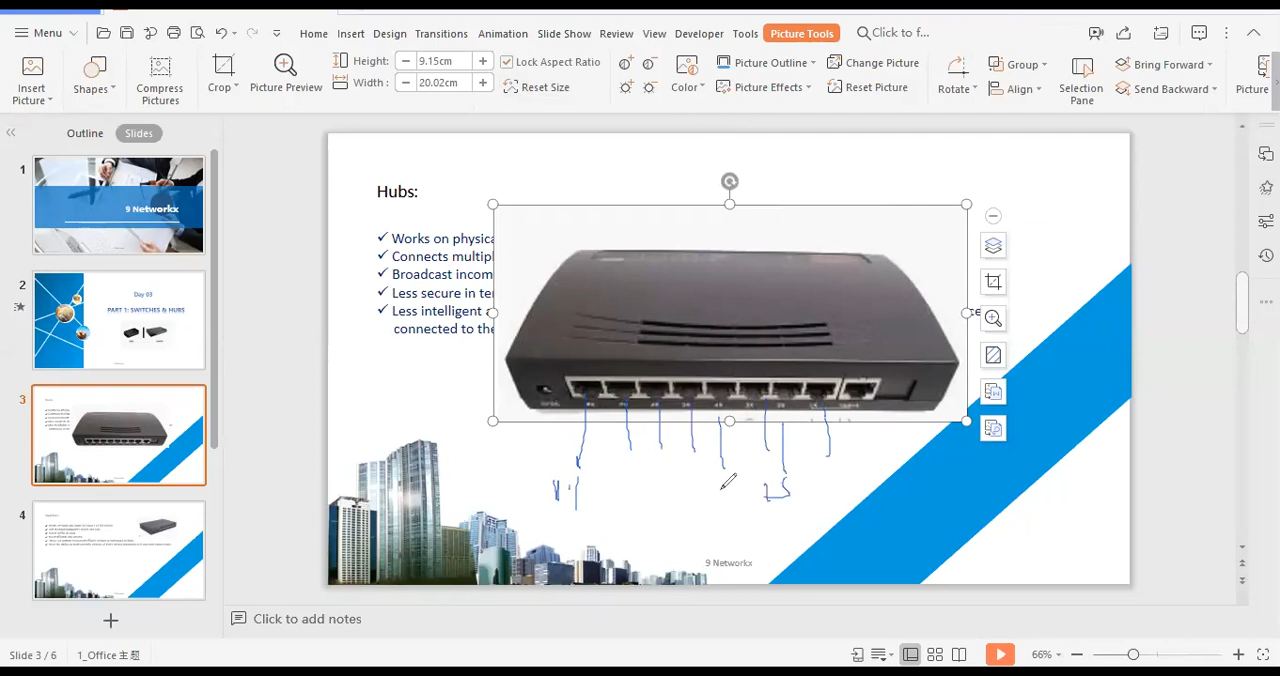 Menu
Home Insert Design Transitions Animation Slide Show Review View Developer Tools Picture Tools Click to f...
Insert Picture
Shapes
Compress Pictures
Crop
Picture Preview
Height: 9.15cm
Width : 20.02cm
Lock Aspect Ratio
Reset Size
Color
Picture Outline
Picture Effects
Change Picture
Reset Picture
Rotate
Group
Align
Selection Pane
Bring Forward
Send Backward
Picture
Outline Slides
1
9 Networkx
2
Day 03
PART 1: SWITCHES & HUBS
3
4
Hubs:
✓ Works on physica
✓ Connects multipl
✓ Broadcast incom
✓ Less secure in ter
✓ Less intelligent a
connected to the
9 Networkx
Click to add notes
Slide 3 / 6 1_Office 主题 66%